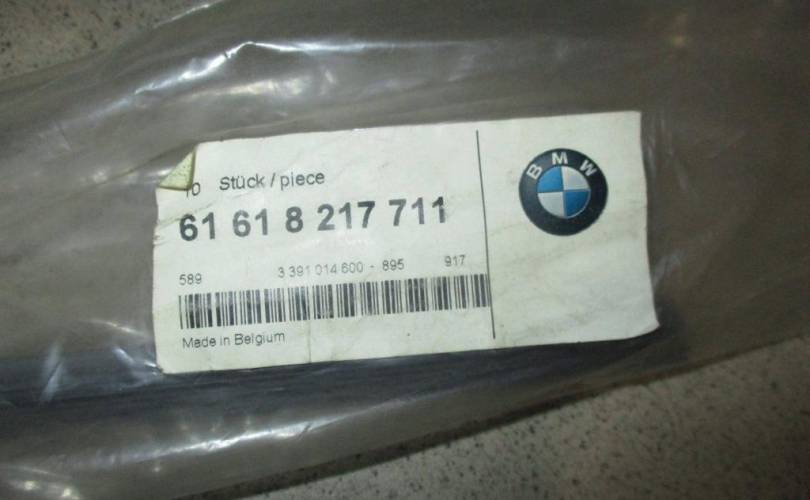 10 Stück / piece
61 61 8 217 711
589 3 391 014 600 - 895 917
Made in Belgium
BMW